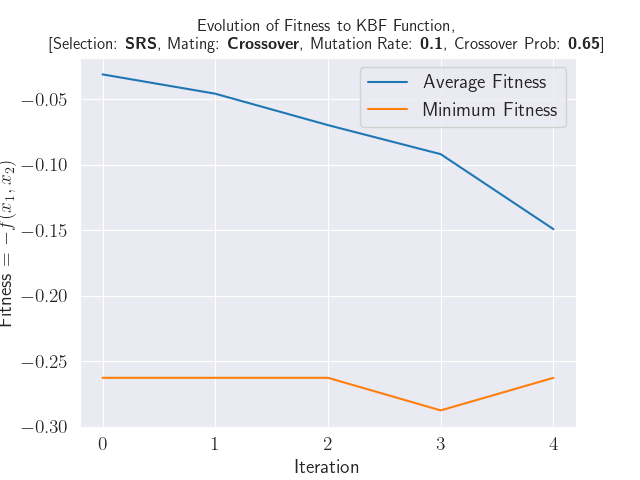 Evolution of Fitness to KBF Function,
[Selection: SRS, Mating: Crossover, Mutation Rate: 0.1, Crossover Prob: 0.65]
Average Fitness
Minimum Fitness
Fitness = −f(x₁, x₂)
−0.05
−0.10
−0.15
−0.20
−0.25
−0.30
0 1 2 3 4
Iteration